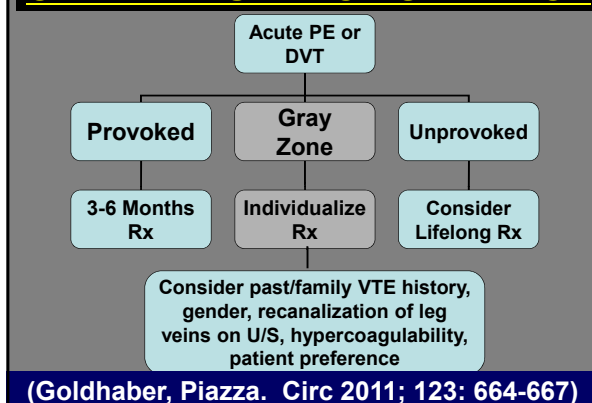 Acute PE or
DVT
Provoked
Gray
Zone
Unprovoked
3-6 Months
Rx
Individualize
Rx
Consider
Lifelong Rx
Consider past/family VTE history,
gender, recanalization of leg
veins on U/S, hypercoagulability,
patient preference
(Goldhaber, Piazza. Circ 2011; 123: 664-667)